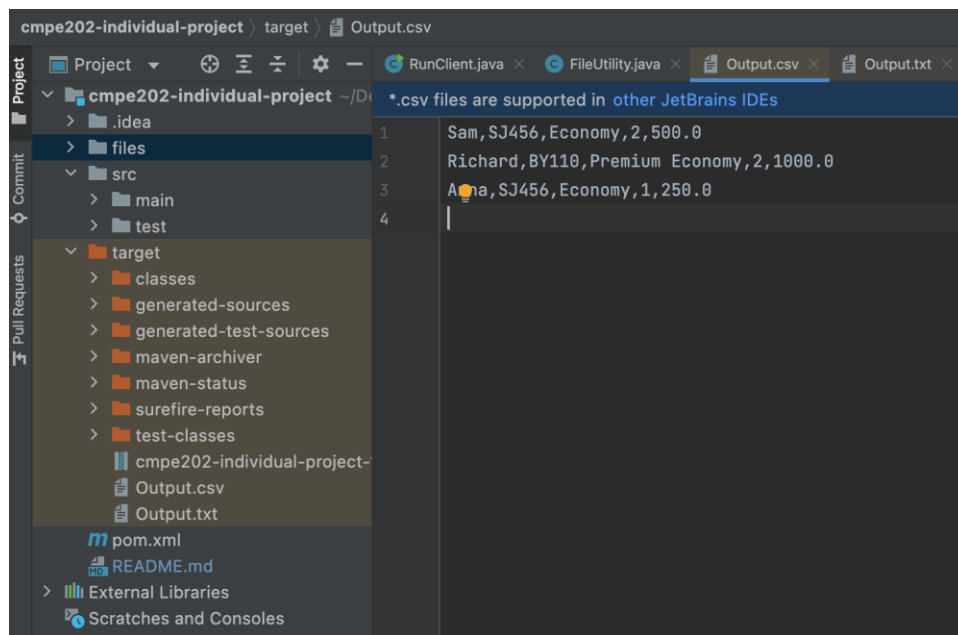 cmpe202-individual-project target Output.csv
Project
Project
RunClient.java FileUtility.java Output.csv Output.txt
cmpe202-individual-project
.idea
files
src
main
test
target
classes
generated-sources
generated-test-sources
maven-archiver
maven-status
surefire-reports
test-classes
cmpe202-individual-project-
Output.csv
Output.txt
pom.xml
README.md
External Libraries
Scratches and Consoles
Commit
Pull Requests
*.csv files are supported in other JetBrains IDEs
1 Sam,SJ456,Economy,2,500.0
2 Richard,BY110,Premium Economy,2,1000.0
3 Anna,SJ456,Economy,1,250.0
4